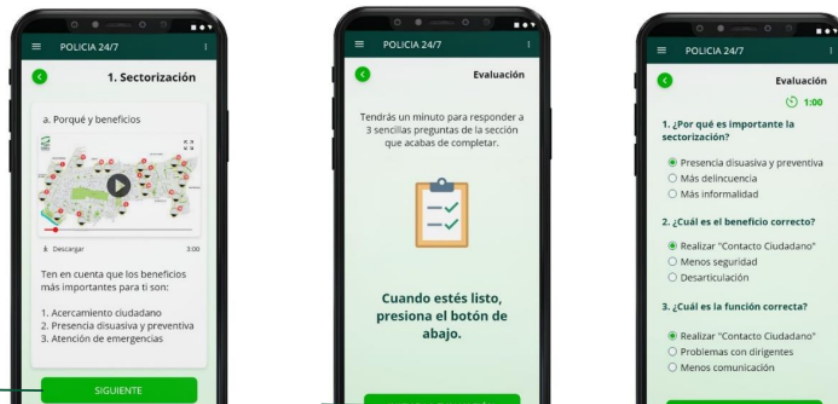 POLICIA 24/7
1. Sectorización
a. Porqué y beneficios
Descargar
3:00
Ten en cuenta que los beneficios
más importantes para ti son:
1. Acercamiento ciudadano
2. Presencia disuasiva y preventiva
3. Atención de emergencias
SIGUIENTE
POLICIA 24/7
Evaluación
Tendrás un minuto para responder a
3 sencillas preguntas de la sección
que acabas de completar.
Cuando estés listo,
presiona el botón de
abajo.
POLICIA 24/7
Evaluación
1:00
1. ¿Por qué es importante la
sectorización?
Presencia disuasiva y preventiva
Más delincuencia
Más informalidad
2. ¿Cuál es el beneficio correcto?
Realizar "Contacto Ciudadano"
Menos seguridad
Desarticulación
3. ¿Cuál es la función correcta?
Realizar "Contacto Ciudadano"
Problemas con dirigentes
Menos comunicación